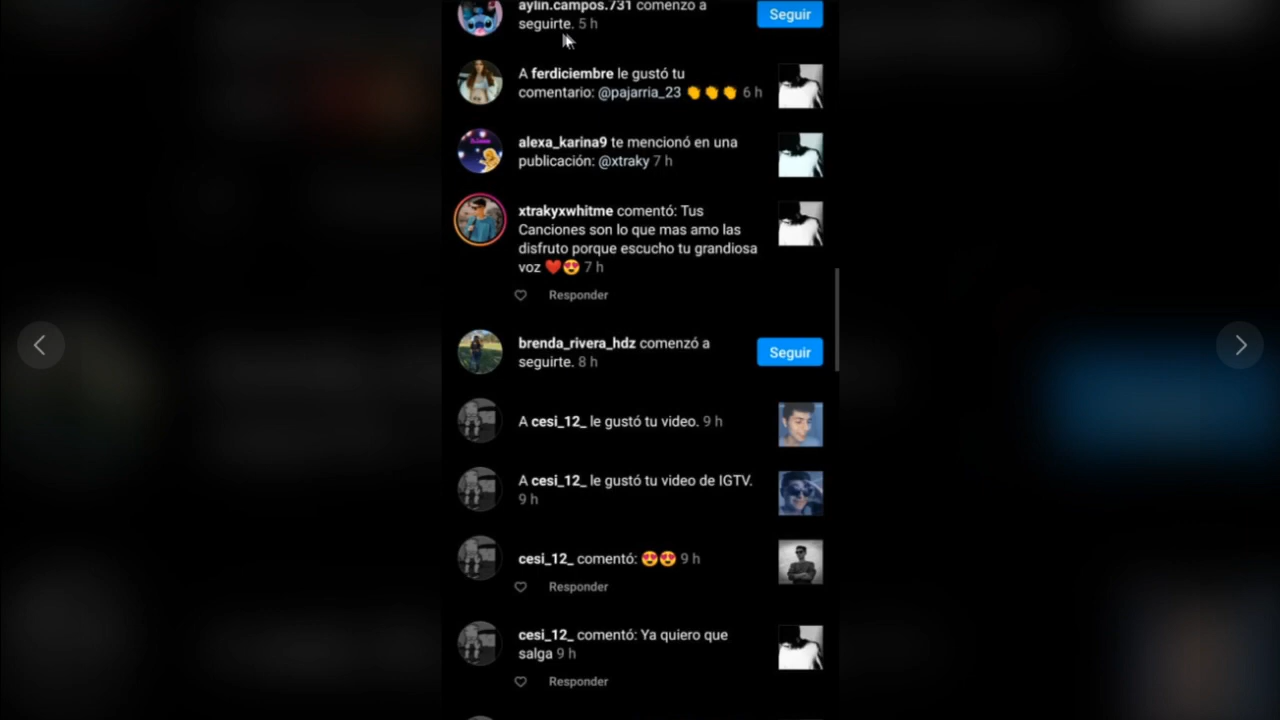 aylin.campos.731 comenzó a
seguirte. 5 h
Seguir
A ferdiciembre le gustó tu
comentario: @pajarria_23 👏👏👏 6 h
alexa_karina9 te mencionó en una
publicación: @xtraky 7 h
xtrakyxwhitme comentó: Tus
Canciones son lo que mas amo las
disfruto porque escucho tu grandiosa
voz ❤️😍 7 h
Responder
brenda_rivera_hdz comenzó a
seguirte. 8 h
Seguir
A cesi_12_ le gustó tu video. 9 h
A cesi_12_ le gustó tu video de IGTV.
9 h
cesi_12_ comentó: 😍😍 9 h
Responder
cesi_12_ comentó: Ya quiero que
salga 9 h
Responder